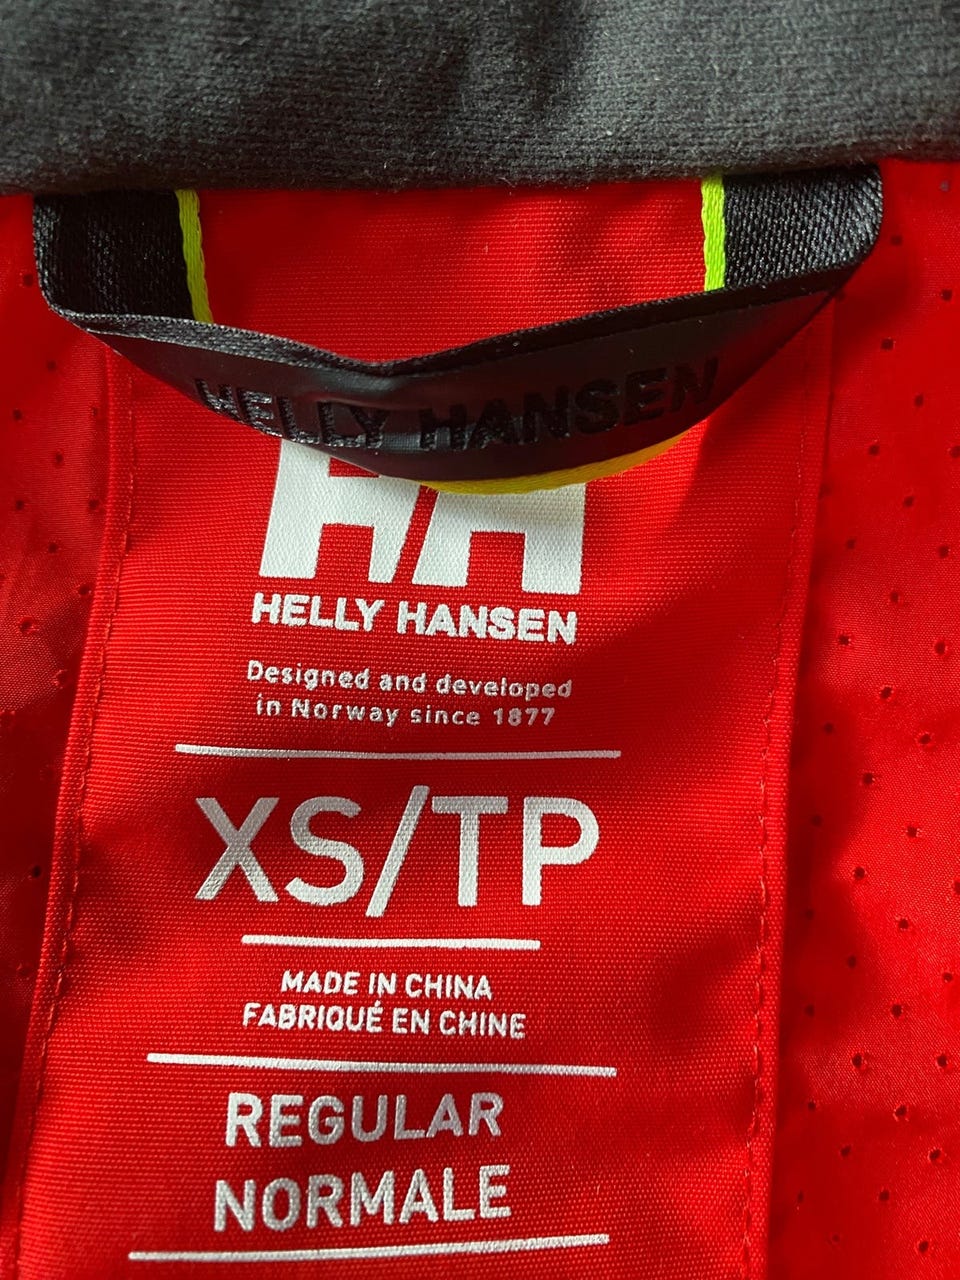 HELLY HANSEN
HH
HELLY HANSEN
Designed and developed
in Norway since 1877
XS/TP
MADE IN CHINA
FABRIQUÉ EN CHINE
REGULAR
NORMALE